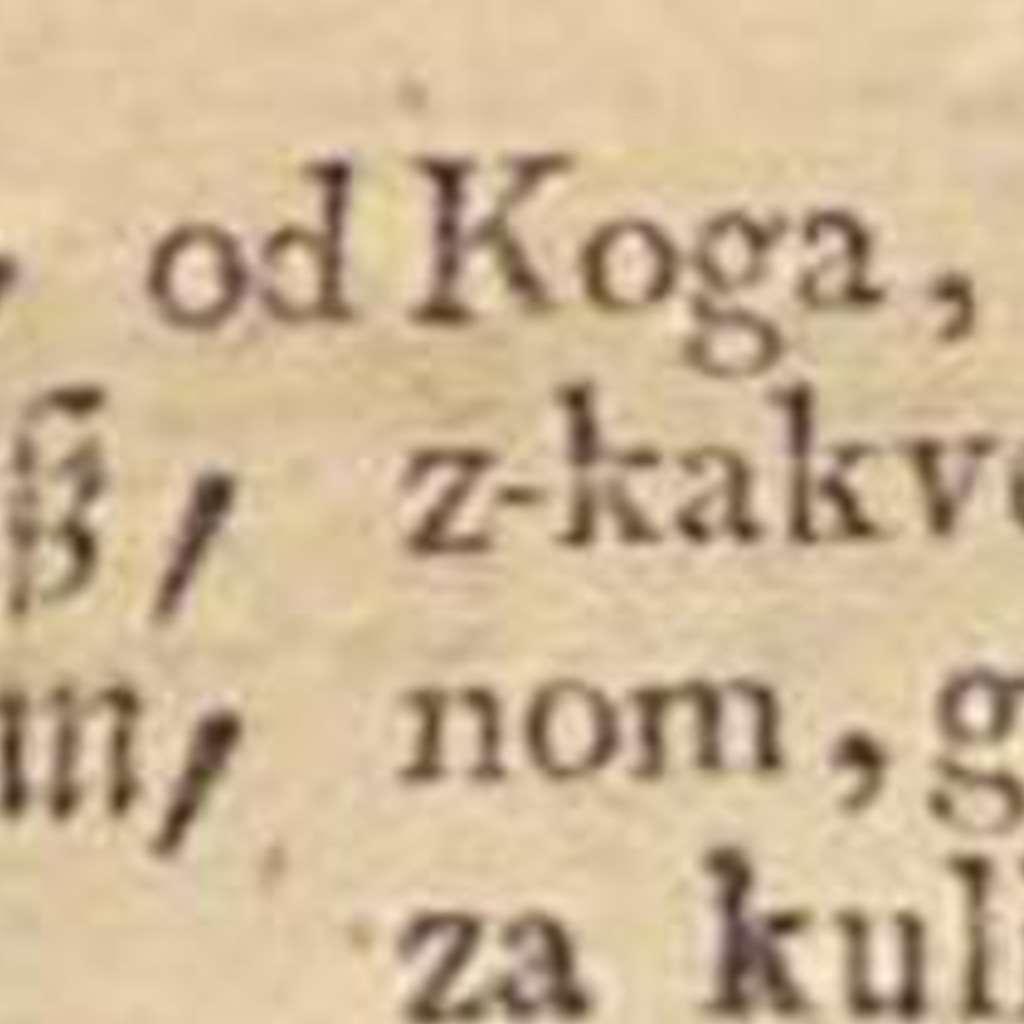 , od Koga,
ß, z-kakv
m, nom, g
za kul